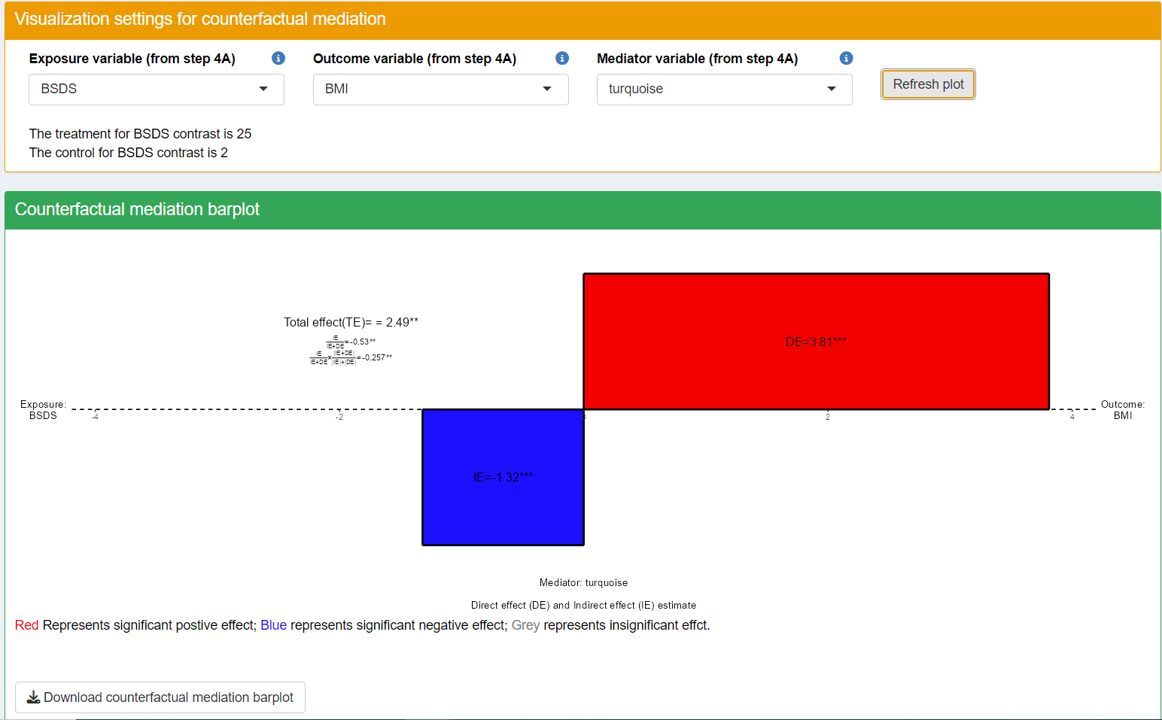 Visualization settings for counterfactual mediation
Exposure variable (from step 4A)
Outcome variable (from step 4A)
Mediator variable (from step 4A)
BSDS
BMI
turquoise
Refresh plot
The treatment for BSDS contrast is 25
The control for BSDS contrast is 2
Counterfactual mediation barplot
Total effect(TE)= = 2.49**
IE
IE+DE =-0.53**
IE |IE+DE|
IE+DE × |IE|+|DE| =-0.257**
DE=3.81***
Exposure:
BSDS
-4
-2
2
4
Outcome:
BMI
IE=-1.32***
Mediator: turquoise
Direct effect (DE) and Indirect effect (IE) estimate
Red Represents significant postive effect; Blue represents significant negative effect; Grey represents insignificant effct.
Download counterfactual mediation barplot